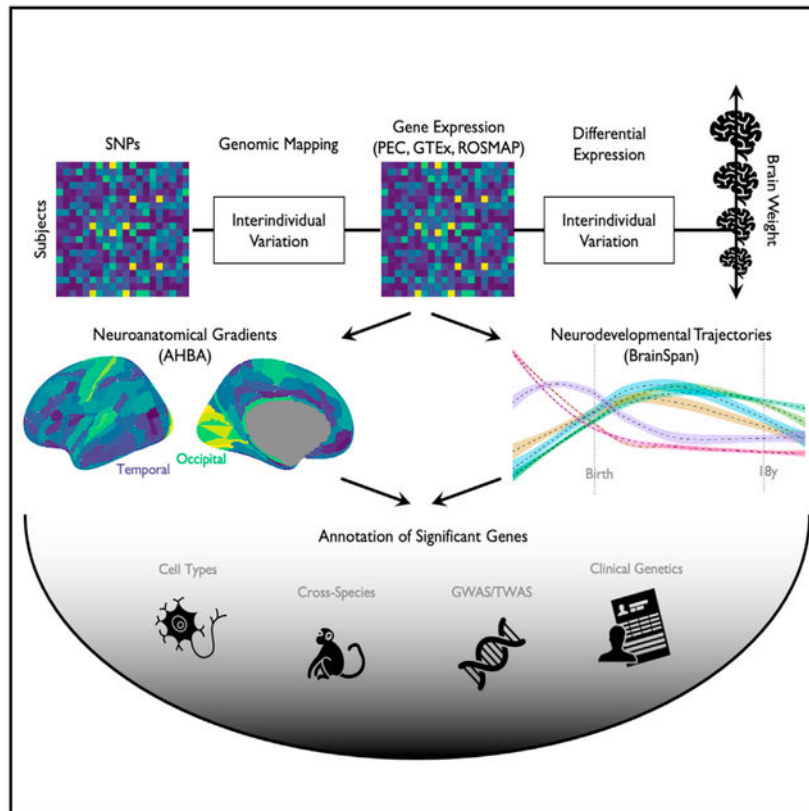 SNPs
Genomic Mapping
Gene Expression
(PEC, GTEx, ROSMAP)
Differential
Expression
Subjects
Interindividual
Variation
Interindividual
Variation
Brain Weight
Neuroanatomical Gradients
(AHBA)
Neurodevelopmental Trajectories
(BrainSpan)
Temporal
Occipital
Birth
18y
Annotation of Significant Genes
Cell Types
Cross-Species
GWAS/TWAS
Clinical Genetics